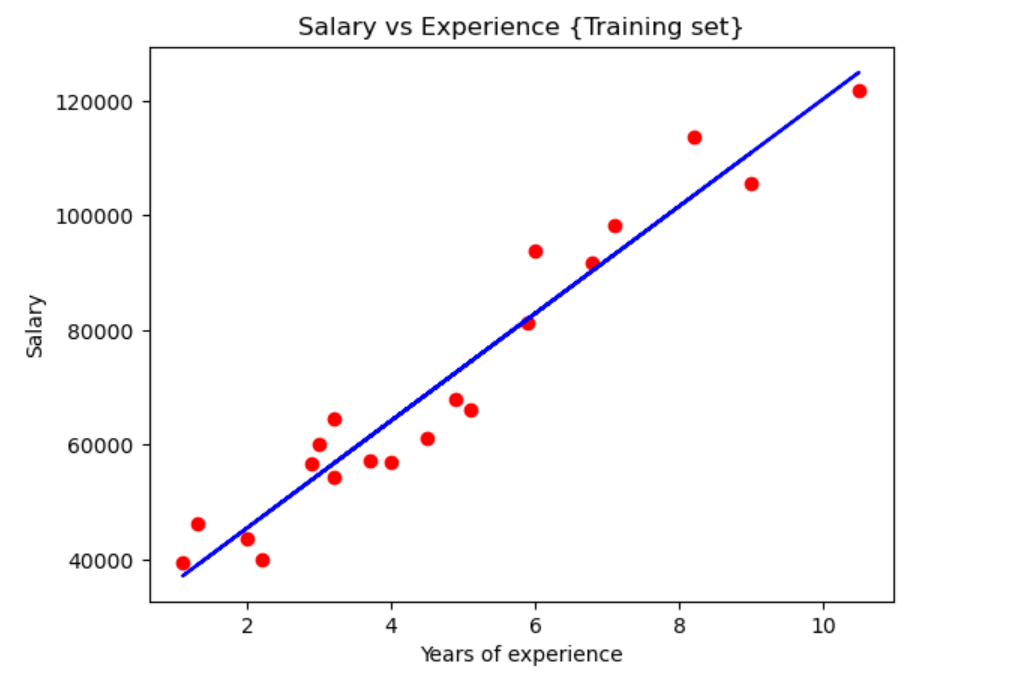 Salary vs Experience {Training set}
120000
100000
80000
60000
40000
Salary
2 4 6 8 10
Years of experience